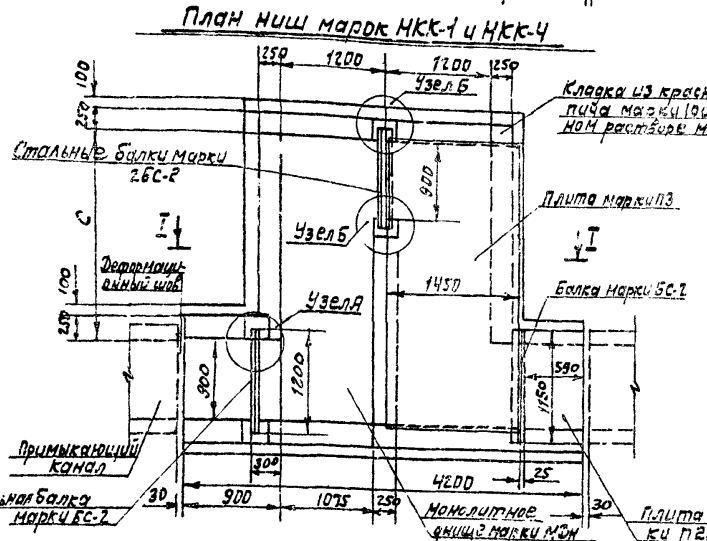 План ниш марок НКК-1 и НКК-4
250
1200
1200
250
100
250
С
Узел Б
Кладка из
пича марки
ном растворе
Стальные балки марки
2БС-2
900
Плита марки П3
Узел Б
I
I
Деформаци-
онный шов
1450
Балка марки БС-2
100
250
Узел А
900
1200
590
1150
Примыкающий
канал
300
25
4200
балка
марки БС-2
30
900
1075
250
Монолитное
днище марки МДн
30
Плита
ки П2